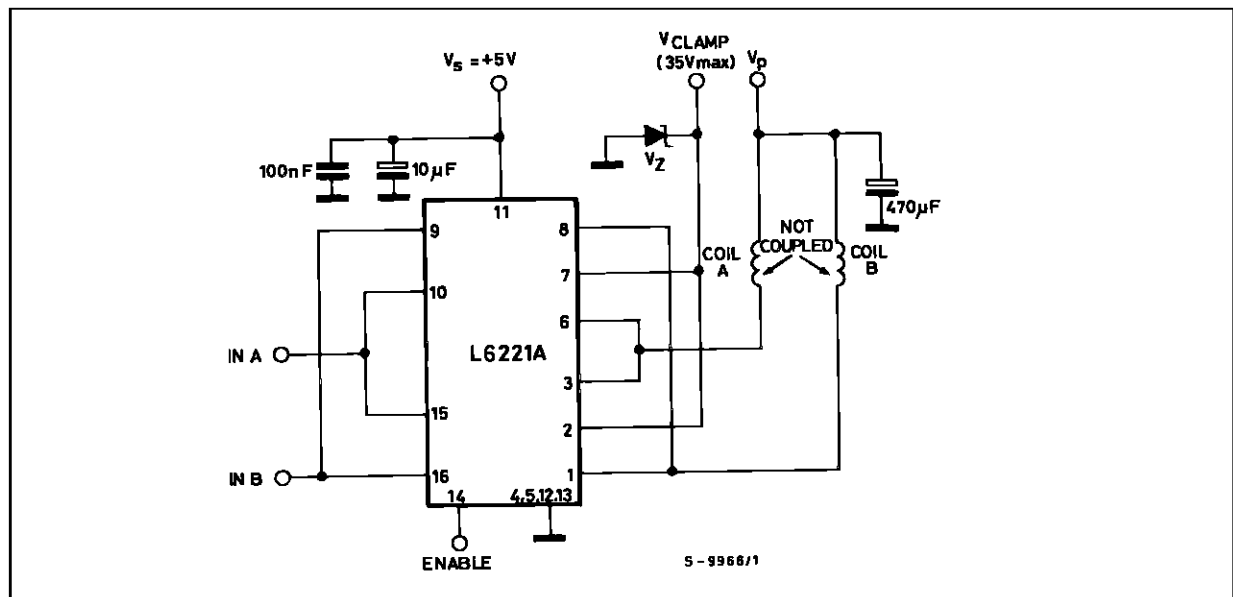 V_CLAMP
(35Vmax)
V_p
V_s = +5V
V_Z
100nF
10µF
470µF
11
9
8
NOT
COUPLED
COIL
A
COIL
B
7
10
6
IN A
L6221A
3
15
2
IN B
16
1
14
4,5,12,13
ENABLE
S-9966/1